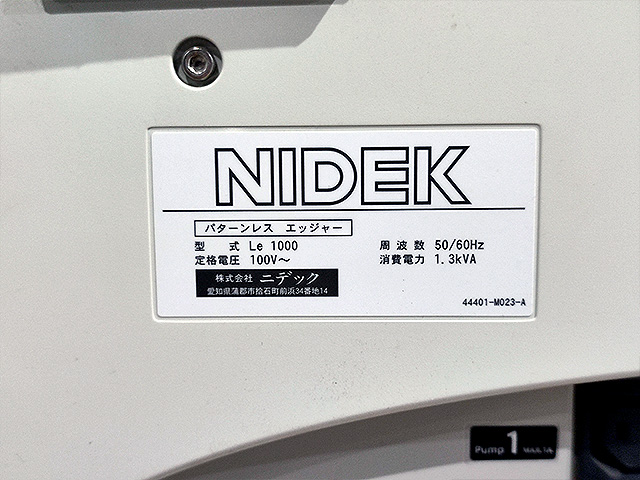 NIDEK
パターンレス エッジャー
型 式 Le 1000 周 波 数 50/60Hz
定格電圧 100V～ 消費電力 1.3kVA
株式会社 ニデック
愛知県蒲郡市拾石町前浜34番地14
44401-M023-A
Pump 1 MAX.1A